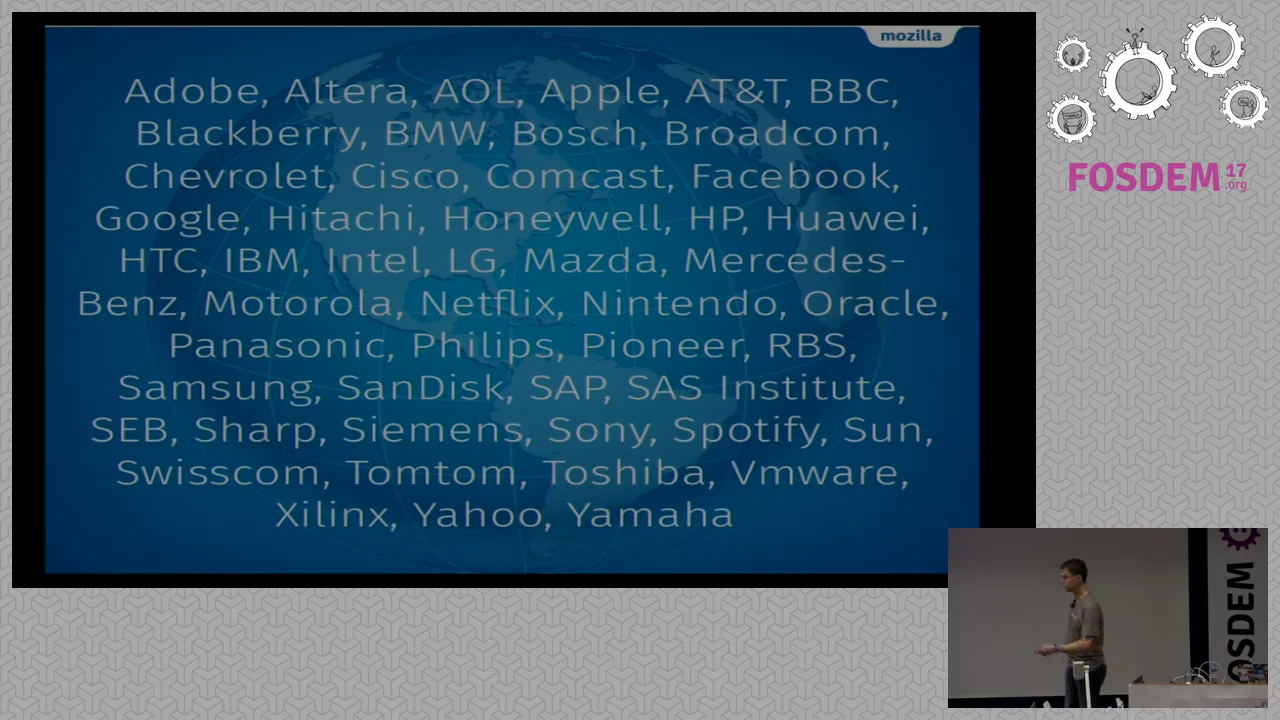 mozilla
Adobe, Altera, AOL, Apple, AT&T, BBC,
Blackberry, BMW, Bosch, Broadcom,
Chevrolet, Cisco, Comcast, Facebook,
Google, Hitachi, Honeywell, HP, Huawei,
HTC, IBM, Intel, LG, Mazda, Mercedes-
Benz, Motorola, Netflix, Nintendo, Oracle,
Panasonic, Philips, Pioneer, RBS,
Samsung, SanDisk, SAP, SAS Institute,
SEB, Sharp, Siemens, Sony, Spotify, Sun,
Swisscom, Tomtom, Toshiba, Vmware,
Xilinx, Yahoo, Yamaha
FOSDEM 17
.org
OSDEM